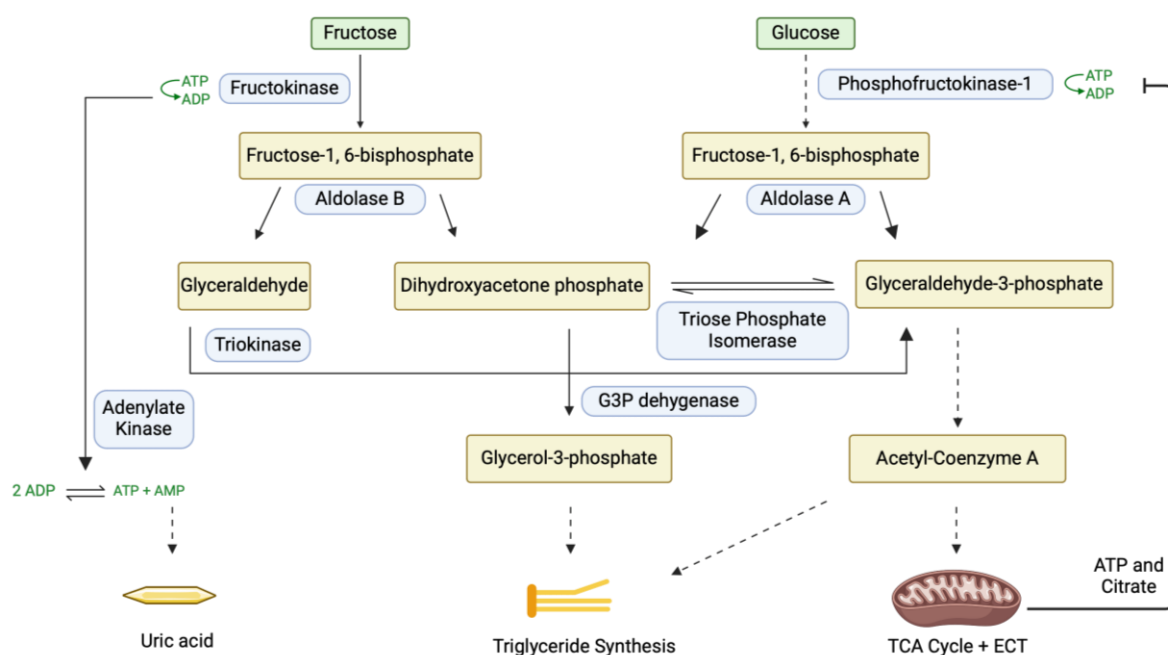 Fructose
Glucose
ATP
ADP
Fructokinase
Phosphofructokinase-1
ATP
ADP
Fructose-1, 6-bisphosphate
Fructose-1, 6-bisphosphate
Aldolase B
Aldolase A
Glyceraldehyde
Dihydroxyacetone phosphate
Glyceraldehyde-3-phosphate
Triokinase
Triose Phosphate
Isomerase
G3P dehygenase
Adenylate
Kinase
Glycerol-3-phosphate
Acetyl-Coenzyme A
2 ADP
ATP + AMP
ATP and
Citrate
Uric acid
Triglyceride Synthesis
TCA Cycle + ECT